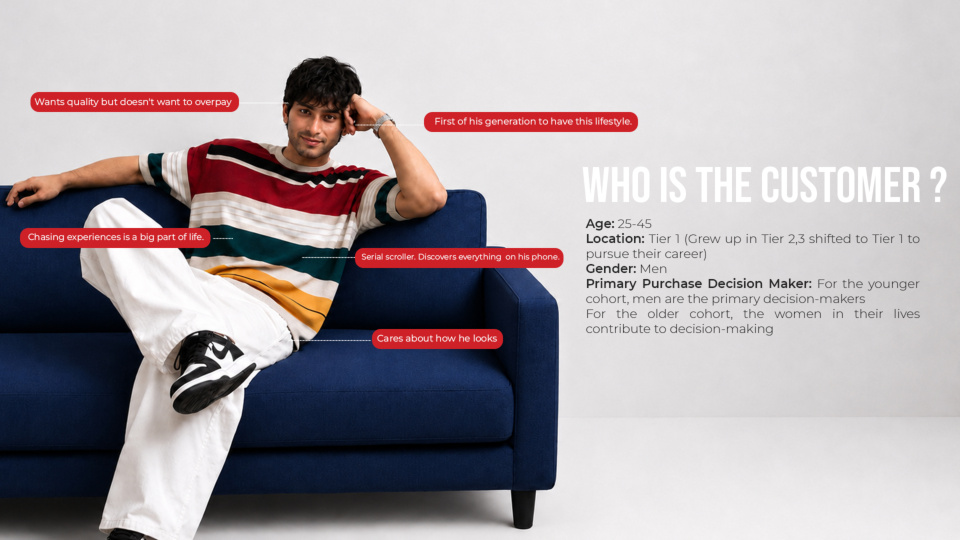 Wants quality but doesn't want to overpay
First of his generation to have this lifestyle.
Chasing experiences is a big part of life.
Serial scroller. Discovers everything on his phone.
Cares about how he looks
WHO IS THE CUSTOMER ?
Age: 25-45
Location: Tier 1 (Grew up in Tier 2,3 shifted to Tier 1 to
pursue their career)
Gender: Men
Primary Purchase Decision Maker: For the younger
cohort, men are the primary decision-makers
For the older cohort, the women in their lives
contribute to decision-making